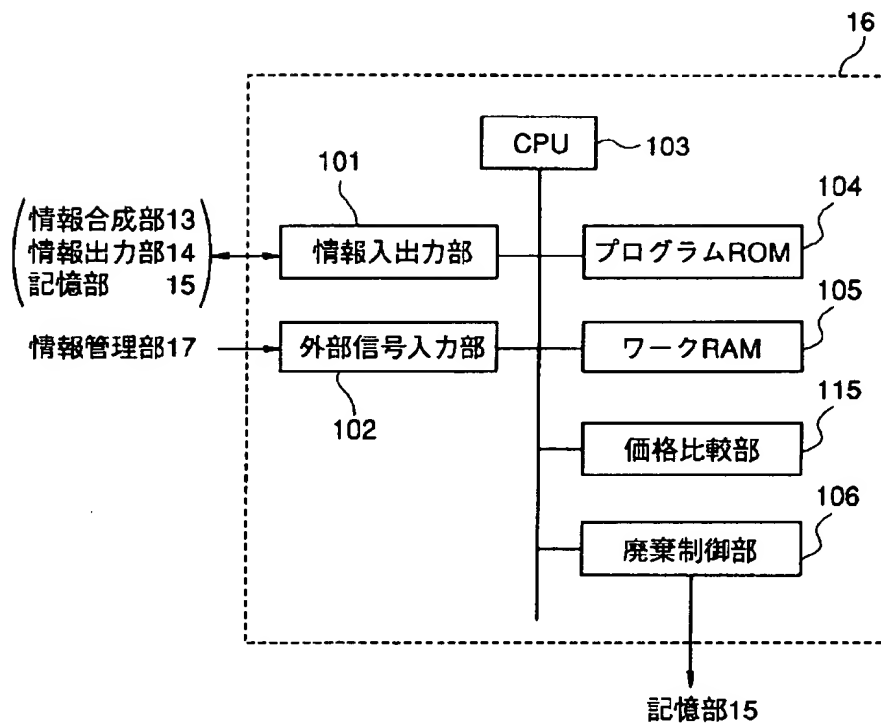 16
CPU
103
101
104
情報合成部13
情報出力部14
記憶部 15
情報入出力部
プログラムROM
105
情報管理部17
外部信号入力部
ワークRAM
102
115
価格比較部
106
廃棄制御部
記憶部15